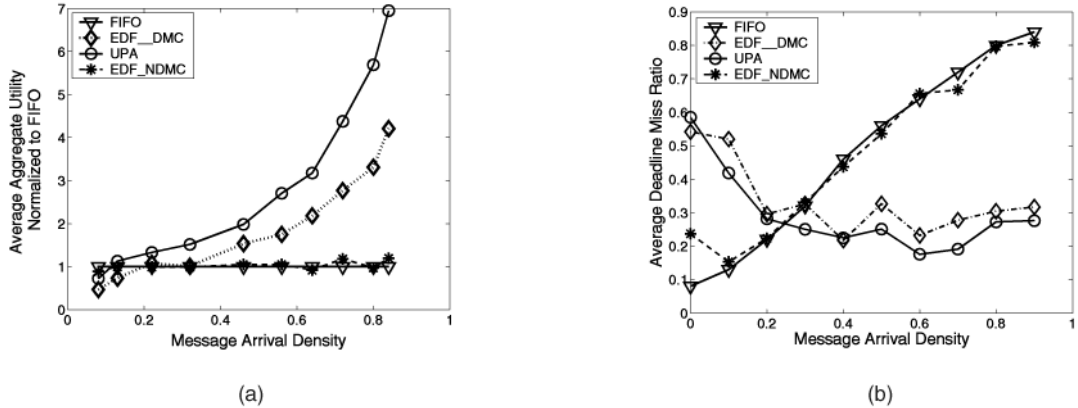 7
6
5
4
3
2
1
0
0
0.2
0.4
0.6
0.8
1
Average Aggregate Utility
Normalized to FIFO
Message Arrival Density
FIFO
EDF__DMC
UPA
EDF_NDMC
(a)
0.9
0.8
0.7
0.6
0.5
0.4
0.3
0.2
0.1
0
0
0.2
0.4
0.6
0.8
1
Average Deadline Miss Ratio
Message Arrival Density
FIFO
EDF__DMC
UPA
EDF_NDMC
(b)